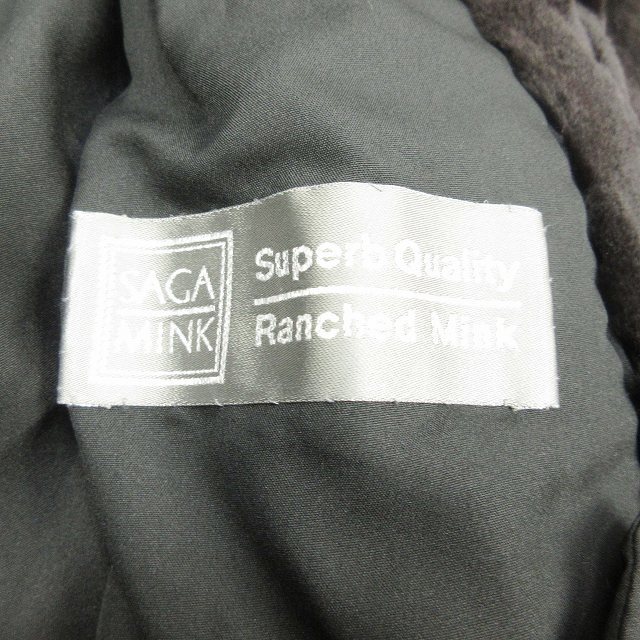 SAGA
MINK
Superb Quality
Ranched Mink